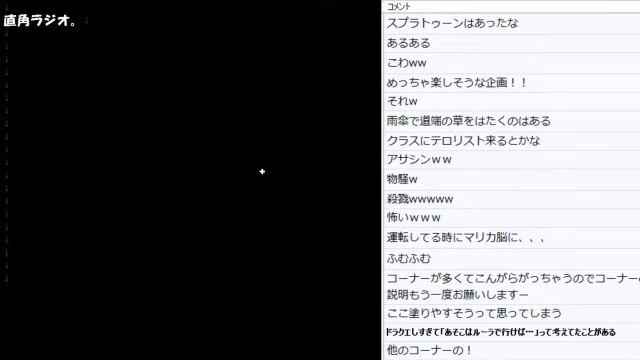 直角ラジオ。
コメント
スプラトゥーンはあったな
あるある
こわww
めっちゃ楽しそうな企画！！
それw
雨傘で道端の草をはたくのはある
クラスにテロリスト来るとかな
アサシンｗｗ
物騒w
殺戮wwwww
怖いｗｗｗ
運転してる時にマリカ脳に、、、
ふむふむ
コーナーが多くてこんがらがっちゃうのでコーナーの
説明もう一度お願いしますー
ここ塗りやすそうって思ってしまう
ドラクエしすぎて「あそこはルーラで行けば…」って考えてたことがある
他のコーナーの！